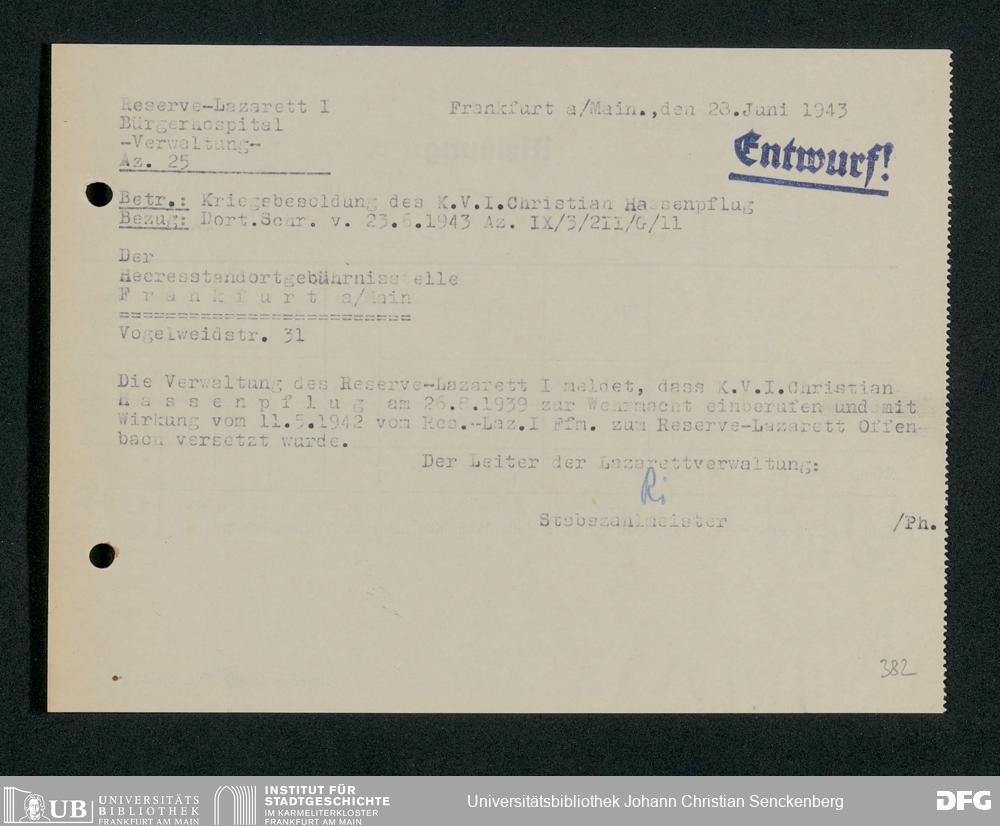 Reserve-Lazarett I
Bürgerhospital
-Verwaltung-
Az. 25
Frankfurt a/Main.,den 28.Juni 1943
Entwurf!
Betr.: Kriegsbesoldung des K.V.I.Christian Hassenpflug
Bezug: Dort.Schr. v. 23.6.1943 Az. IX/3/2II/G/11
Der
Heeresstandortgebührnisstelle
F r a n k f u r t a/Main
=========================
Vogelweidstr. 31
Die Verwaltung des Reserve-Lazarett I meldet, dass K.V.I.Christian
H a s s e n p f l u g am 26.8.1939 zur Wehrmacht einberufen und mit
Wirkung vom 11.5.1942 vom Res.-Laz.I Ffm. zum Reserve-Lazarett Offen-
bach versetzt wurde.
Der Leiter der Lazarettverwaltung:
Ri
Stabszahlmeister
/Ph.
382
UB
UNIVERSITÄTS
BIBLIOTHEK
FRANKFURT AM MAIN
INSTITUT FÜR
STADTGESCHICHTE
IM KARMELITERKLOSTER
FRANKFURT AM MAIN
Universitätsbibliothek Johann Christian Senckenberg
DFG